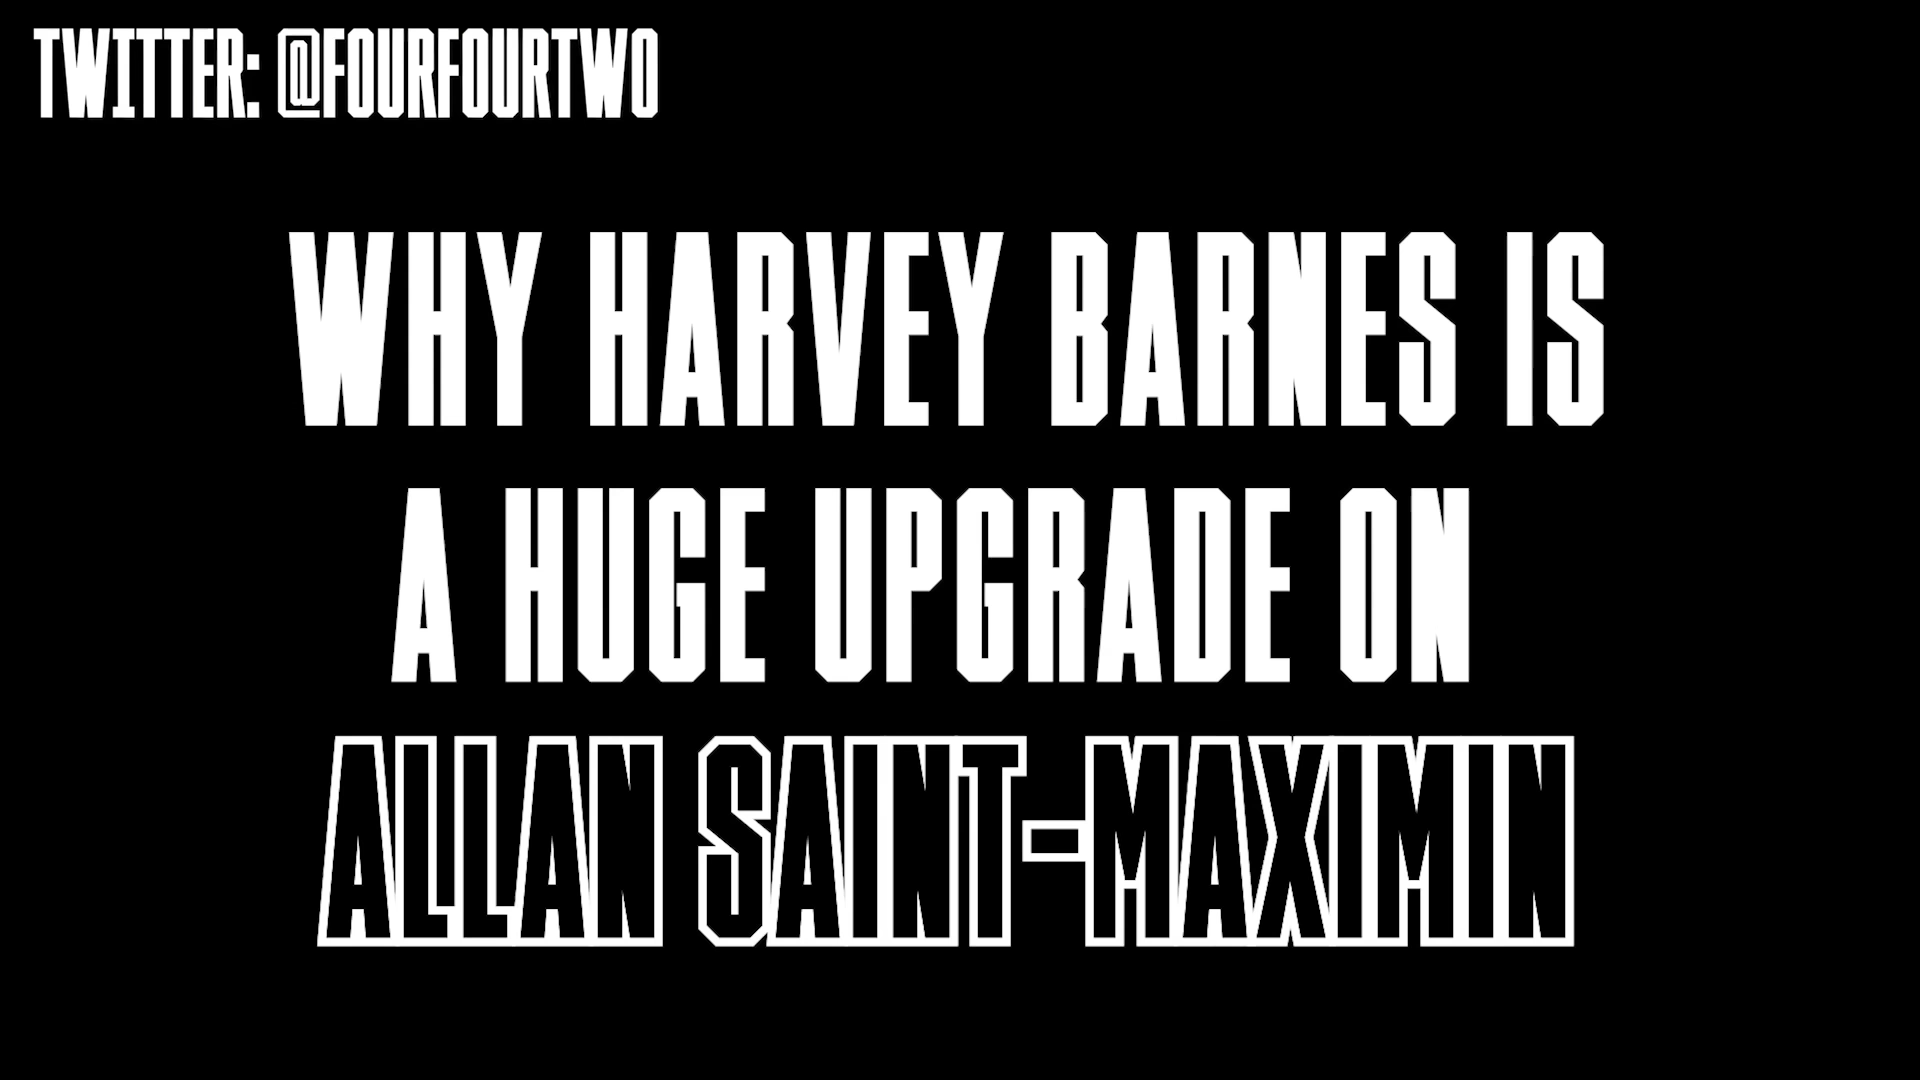 TWITTER: @FOURFOURTWO
WHY HARVEY BARNES IS
A HUGE UPGRADE ON
ALLAN SAINT-MAXIMIN